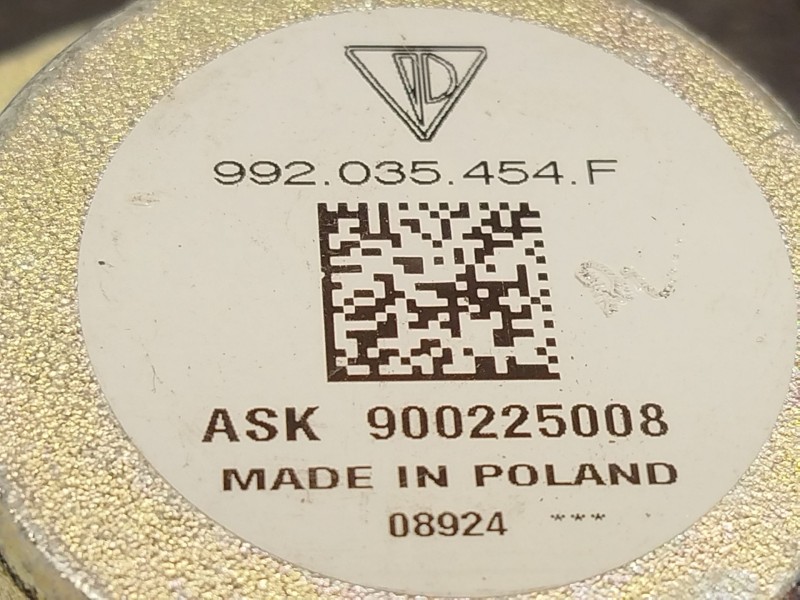 992.035.454.F
ASK 900225008
MADE IN POLAND
08924 ***